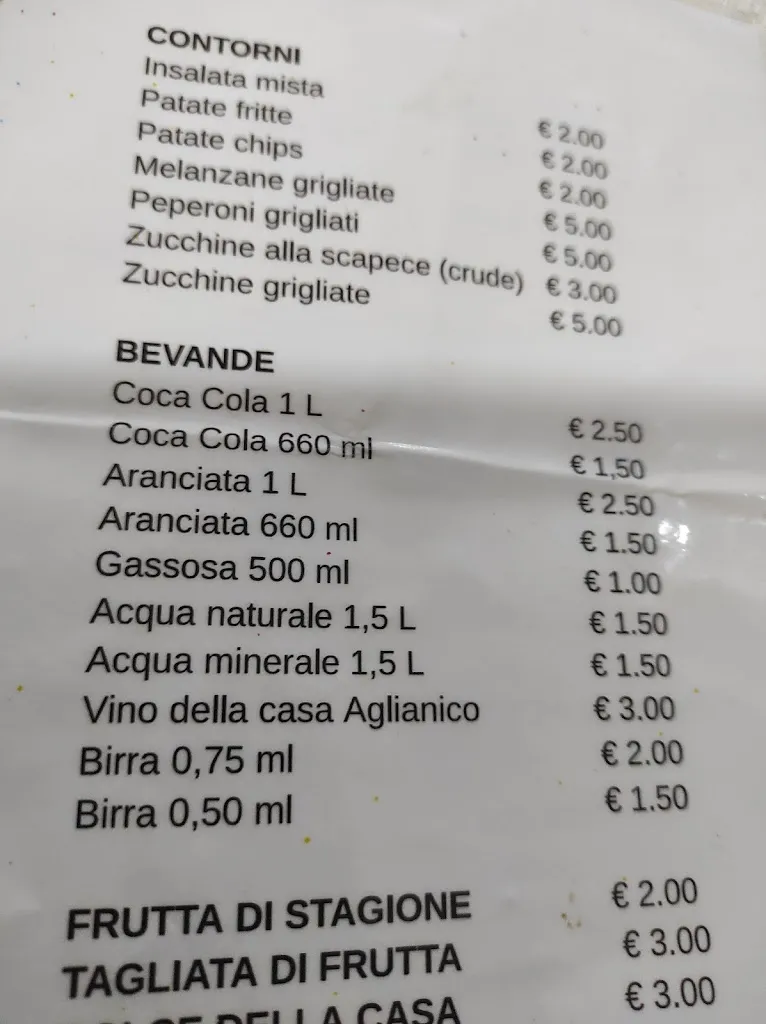 CONTORNI
Insalata mista € 2.00
Patate fritte € 2.00
Patate chips € 2.00
Melanzane grigliate € 5.00
Peperoni grigliati € 5.00
Zucchine alla scapece (crude) € 3.00
Zucchine grigliate € 5.00
BEVANDE
Coca Cola 1 L € 2.50
Coca Cola 660 ml € 1,50
Aranciata 1 L € 2.50
Aranciata 660 ml € 1.50
Gassosa 500 ml € 1.00
Acqua naturale 1,5 L € 1.50
Acqua minerale 1,5 L € 1.50
Vino della casa Aglianico € 3.00
Birra 0,75 ml € 2.00
Birra 0,50 ml € 1.50
FRUTTA DI STAGIONE € 2.00
TAGLIATA DI FRUTTA € 3.00
DELLA CASA € 3.00